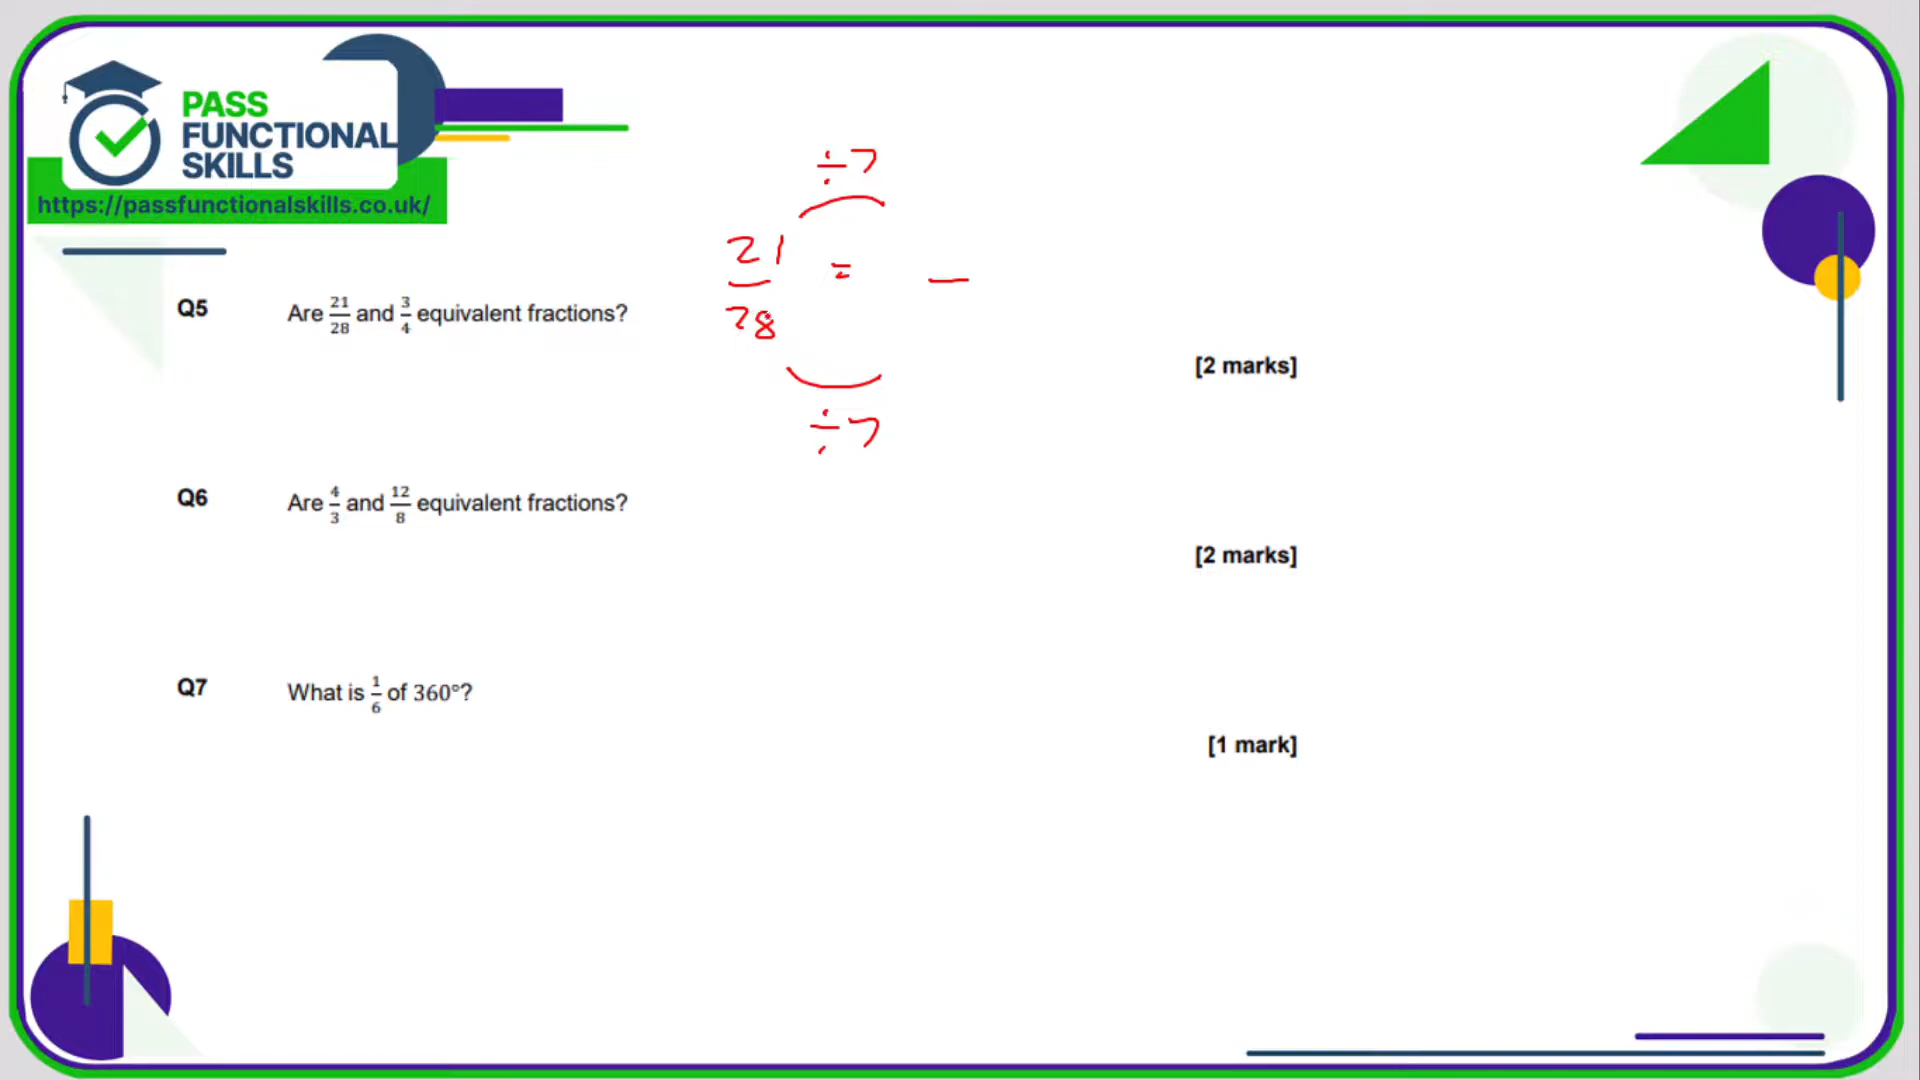 PASS
FUNCTIONAL
SKILLS
https://passfunctionalskills.co.uk/
÷7
21/28 = —
÷7
Q5 Are 21/28 and 3/4 equivalent fractions?
[2 marks]
Q6 Are 4/3 and 12/8 equivalent fractions?
[2 marks]
Q7 What is 1/6 of 360°?
[1 mark]